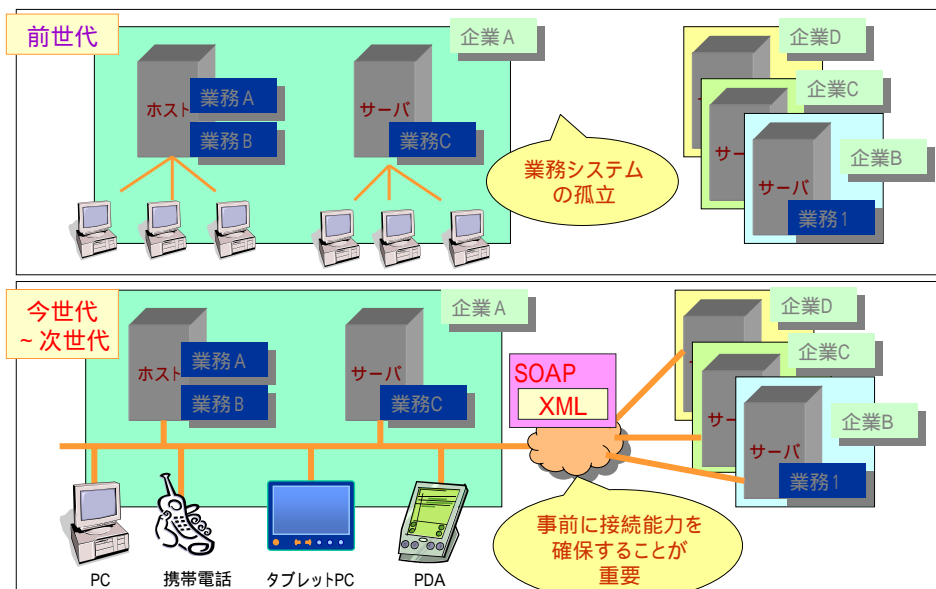 前世代
企業A
ホスト
業務A
業務B
サーバ
業務C
業務システム
の孤立
企業D
企業C
サー
企業B
サーバ
業務1
今世代
~次世代
企業A
ホスト
業務A
業務B
サーバ
業務C
SOAP
XML
企業D
企業C
サー
企業B
サーバ
業務1
事前に接続能力を
確保することが
重要
PC
携帯電話
タブレットPC
PDA